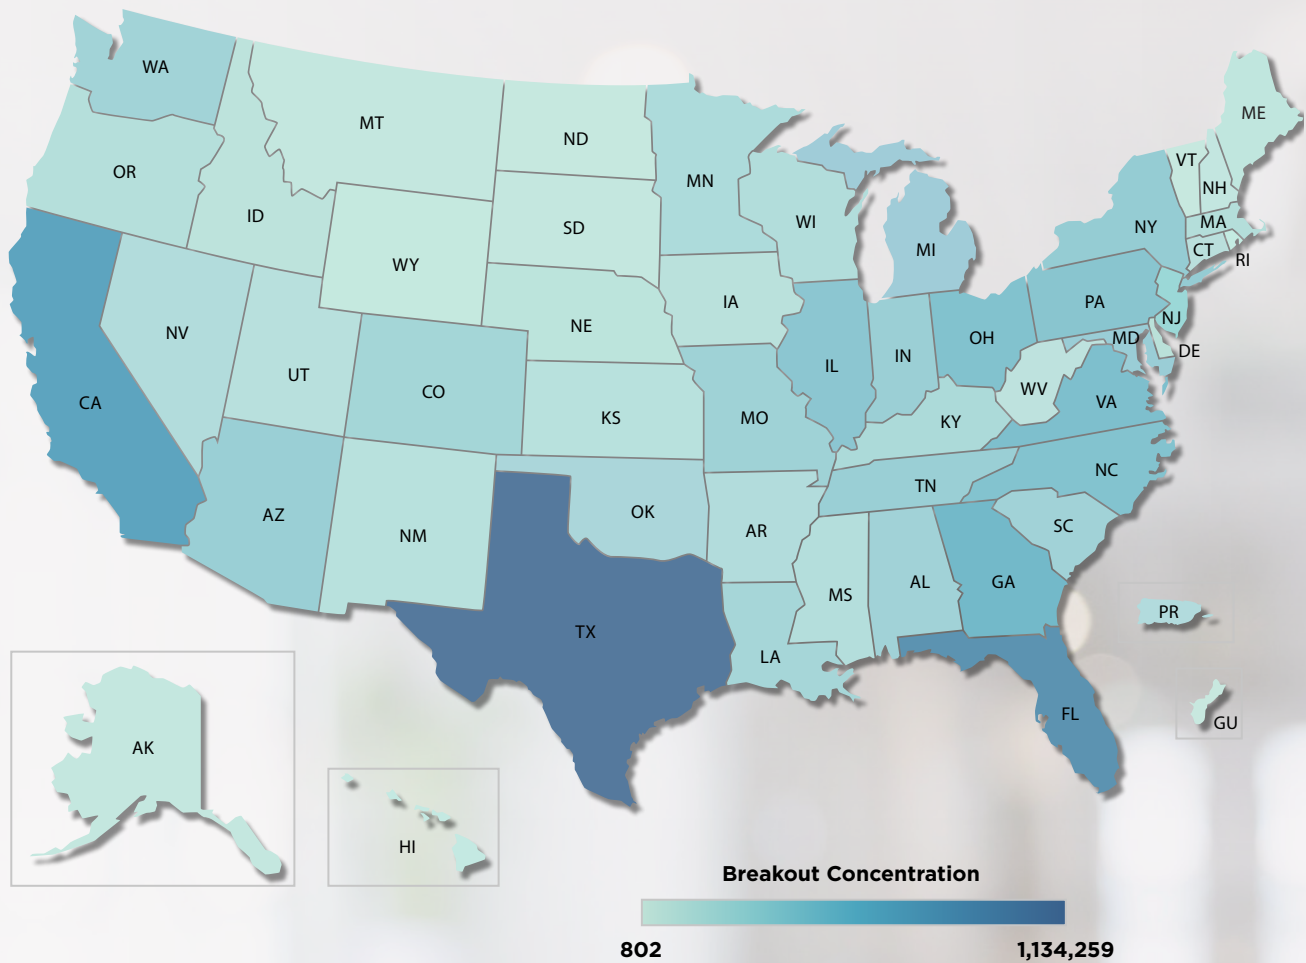 WA
MT
ND
ME
OR
MN
VT
NH
ID
SD
WI
NY
MA
MI
CT
RI
WY
IA
PA
NE
NJ
NV
OH
MD
IL
IN
DE
UT
CO
WV
CA
KS
MO
KY
VA
NC
TN
AZ
OK
NM
AR
SC
MS
AL
GA
PR
TX
LA
FL
GU
AK
HI
Breakout Concentration
802 1,134,259